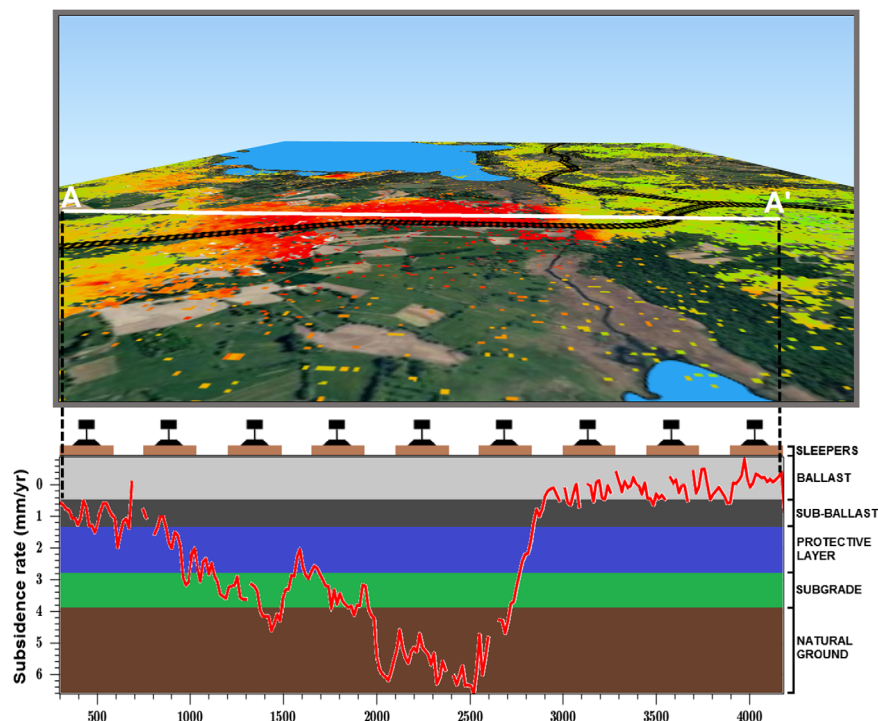 A
A'
SLEEPERS
BALLAST
SUB-BALLAST
PROTECTIVE
LAYER
SUBGRADE
NATURAL
GROUND
Subsidence rate (mm/yr)
0
1
2
3
4
5
6
500 1000 1500 2000 2500 3000 3500 4000